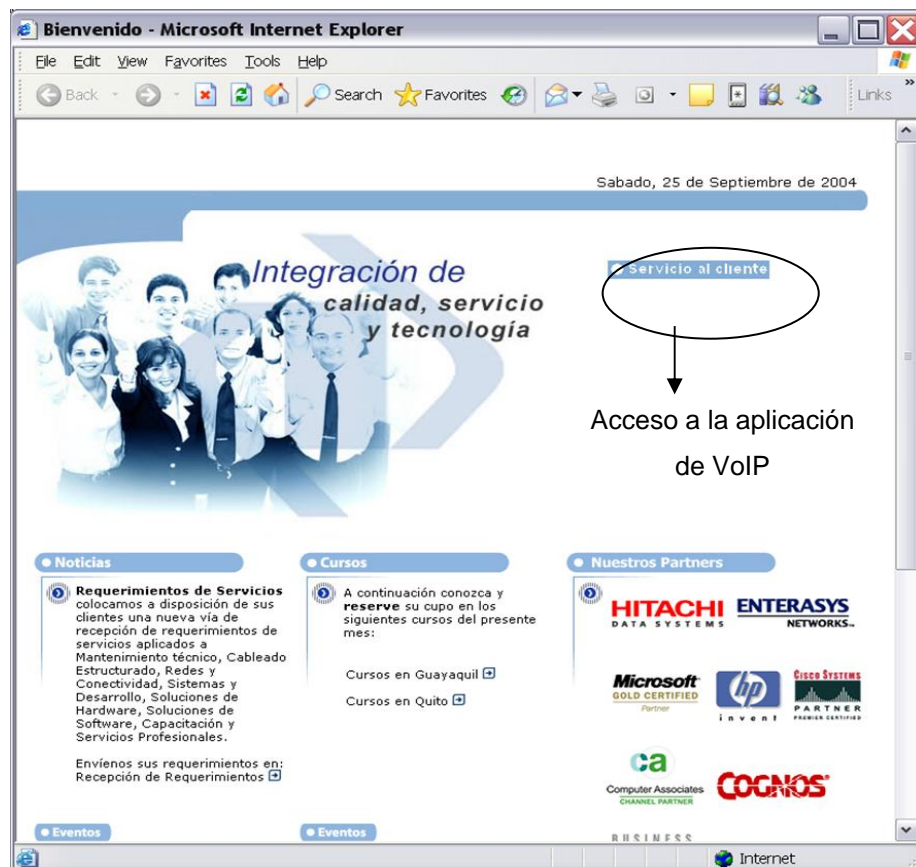 Bienvenido - Microsoft Internet Explorer
File Edit View Favorites Tools Help
Back Search Favorites Links »
Sabado, 25 de Septiembre de 2004
Integración de
calidad, servicio
y tecnología
Servicio al cliente
Acceso a la aplicación
de VoIP
Noticias
Requerimientos de Servicios
colocamos a disposición de sus
clientes una nueva vía de
recepción de requerimientos de
servicios aplicados a
Mantenimiento técnico, Cableado
Estructurado, Redes y
Conectividad, Sistemas y
Desarrollo, Soluciones de
Hardware, Soluciones de
Software, Capacitación y
Servicios Profesionales.
Envíenos sus requerimientos en:
Recepción de Requerimientos
Eventos
Cursos
A continuación conozca y
reserve su cupo en los
siguientes cursos del presente
mes:
Cursos en Guayaquil
Cursos en Quito
Eventos
Nuestros Partners
HITACHI
DATA SYSTEMS
ENTERASYS
NETWORKS
Microsoft
GOLD CERTIFIED
Partner
hp
invent
CISCO SYSTEMS
PARTNER
PREMIER CERTIFIED
ca
Computer Associates
CHANNEL PARTNER
COGNOS
BUSINESS
Internet